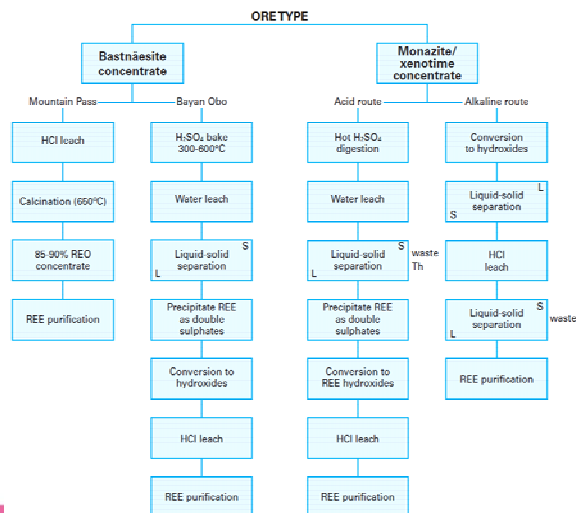 ORE TYPE
Bastnäesite
concentrate
Monazite/
xenotime
concentrate
Mountain Pass
Bayan Obo
Acid route
Alkaline route
HCl leach
H₂SO₄ bake
300-600°C
Hot H₂SO₄
digestion
Conversion
to hydroxides
Calcination (650°C)
Water leach
Water leach
L
Liquid-solid
separation
S
85-90% REO
concentrate
S
Liquid-solid
separation
L
S
Liquid-solid
separation
L
waste
Th
HCl
leach
REE purification
Precipitate REE
as double
sulphates
Precipitate REE
as double
sulphates
S
Liquid-solid
separation
L
waste
Conversion to
hydroxides
Conversion to
REE hydroxides
REE purification
HCl leach
HCl leach
REE purification
REE purification